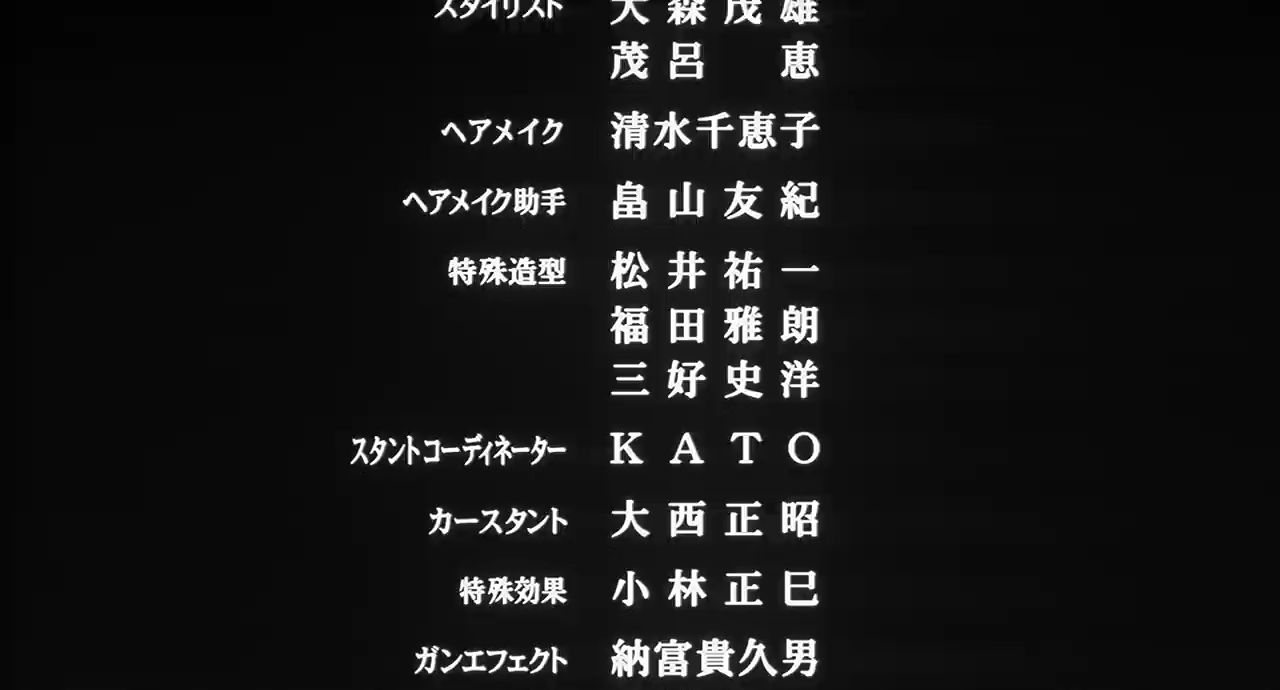 スタイリスト 大森茂雄
茂呂 恵
ヘアメイク 清水千恵子
ヘアメイク助手 畠山友紀
特殊造型 松井祐一
福田雅朗
三好史洋
スタントコーディネーター KATO
カースタント 大西正昭
特殊効果 小林正巳
ガンエフェクト 納富貴久男